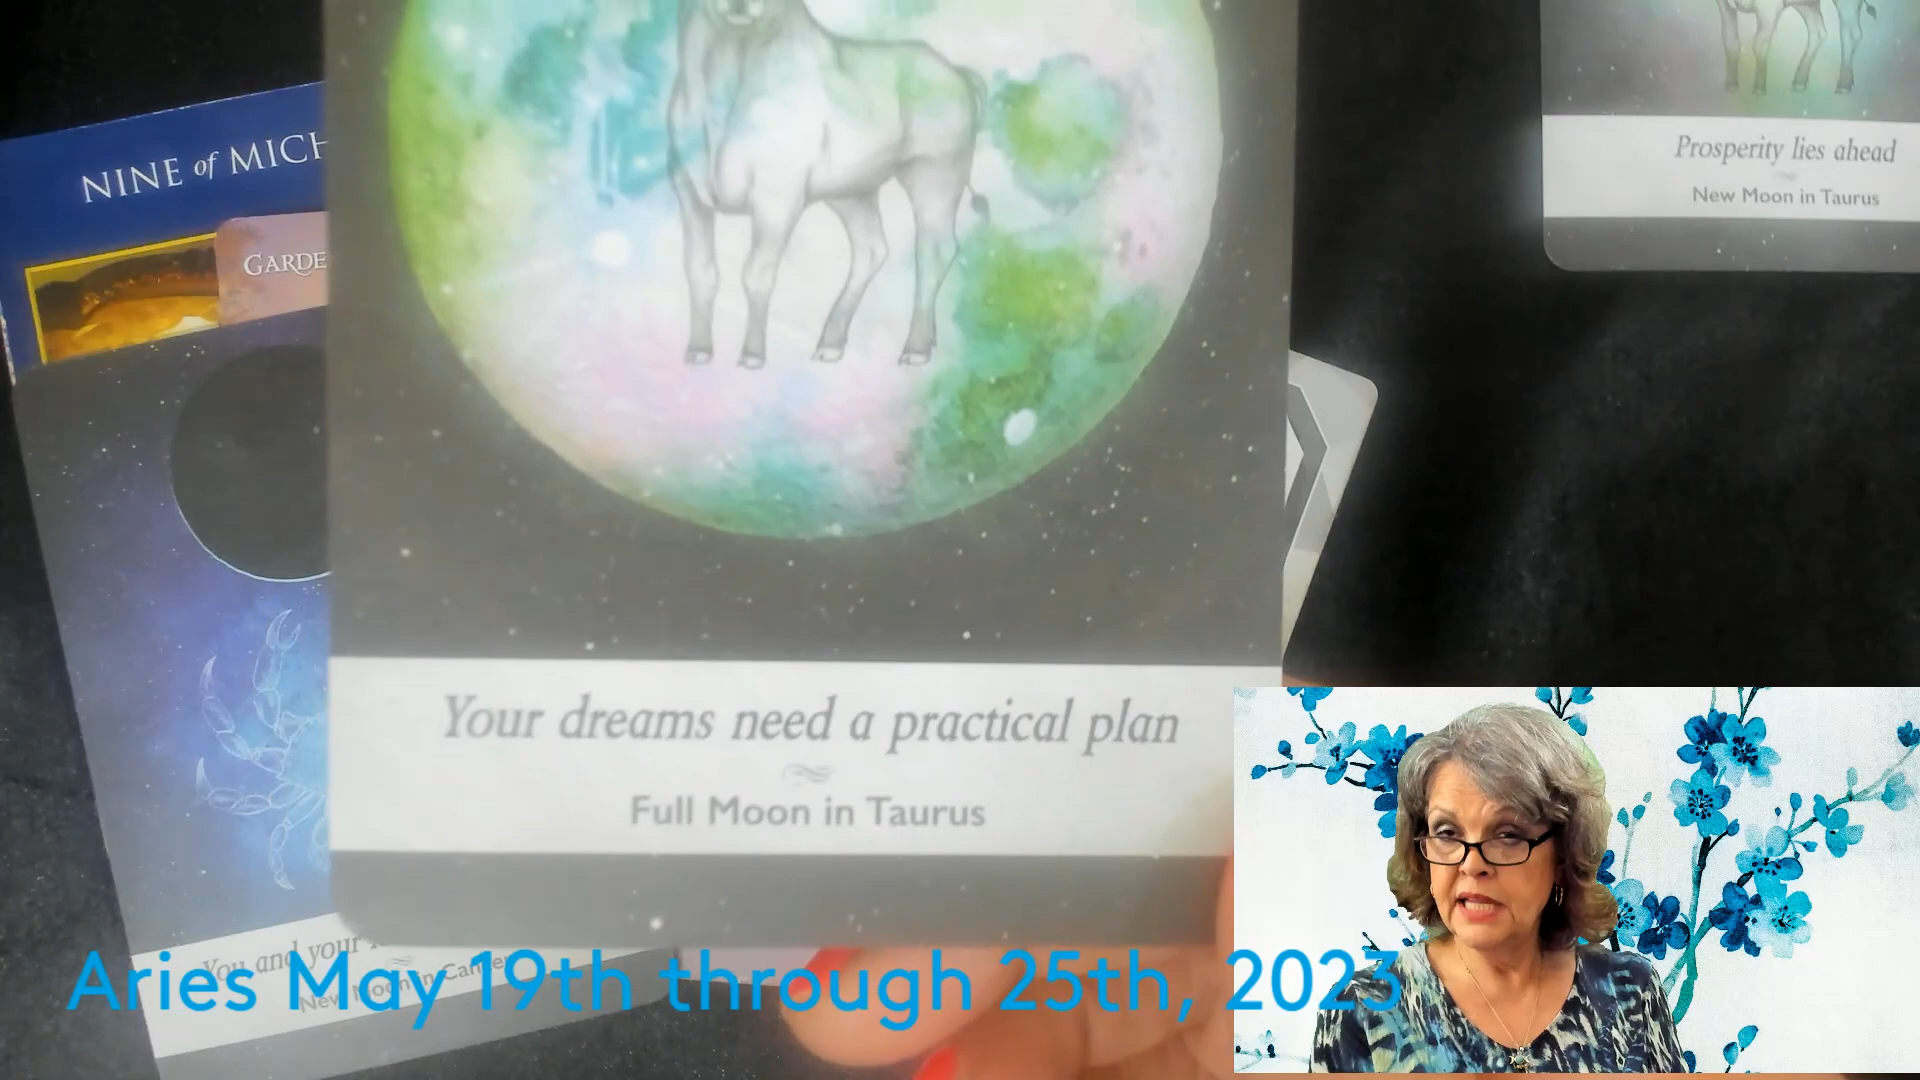 NINE of MICH
GARDE
Prosperity lies ahead
New Moon in Taurus
Your dreams need a practical plan
Full Moon in Taurus
You and your
New Moon in Cancer
Aries May 19th through 25th, 2023